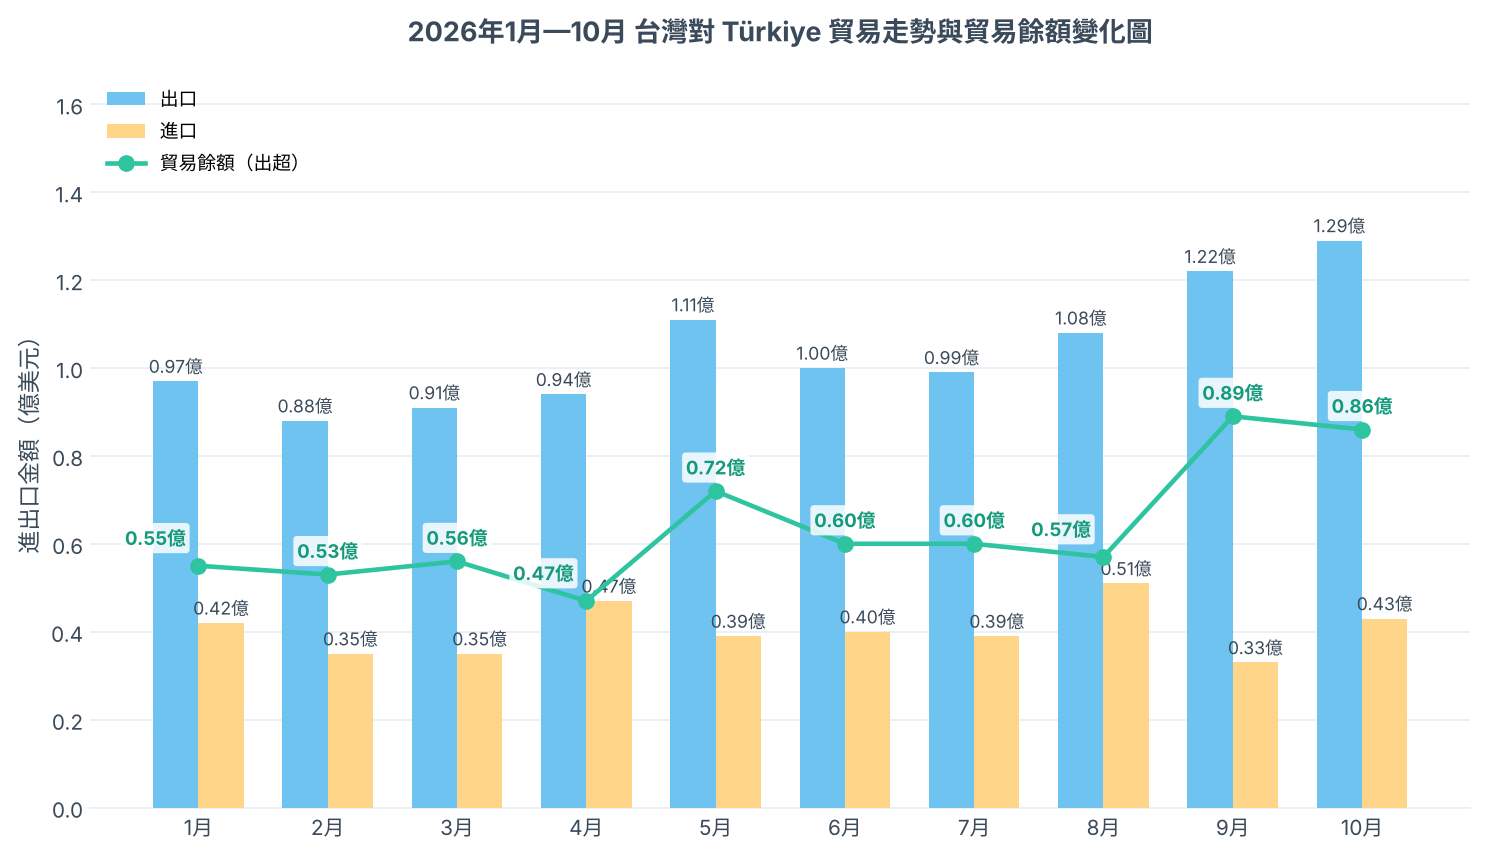 2026年1月—10月 台灣對 Türkiye 貿易走勢與貿易餘額變化圖
出口
進口
貿易餘額（出超）
進出口金額（億美元）
1.6
1.4
1.2
1.0
0.8
0.6
0.4
0.2
0.0
0.97億
0.88億
0.91億
0.94億
1.11億
1.00億
0.99億
1.08億
1.22億
1.29億
0.55億
0.53億
0.56億
0.47億
0.72億
0.60億
0.60億
0.57億
0.89億
0.86億
0.42億
0.35億
0.35億
0.47億
0.39億
0.40億
0.39億
0.51億
0.33億
0.43億
1月
2月
3月
4月
5月
6月
7月
8月
9月
10月